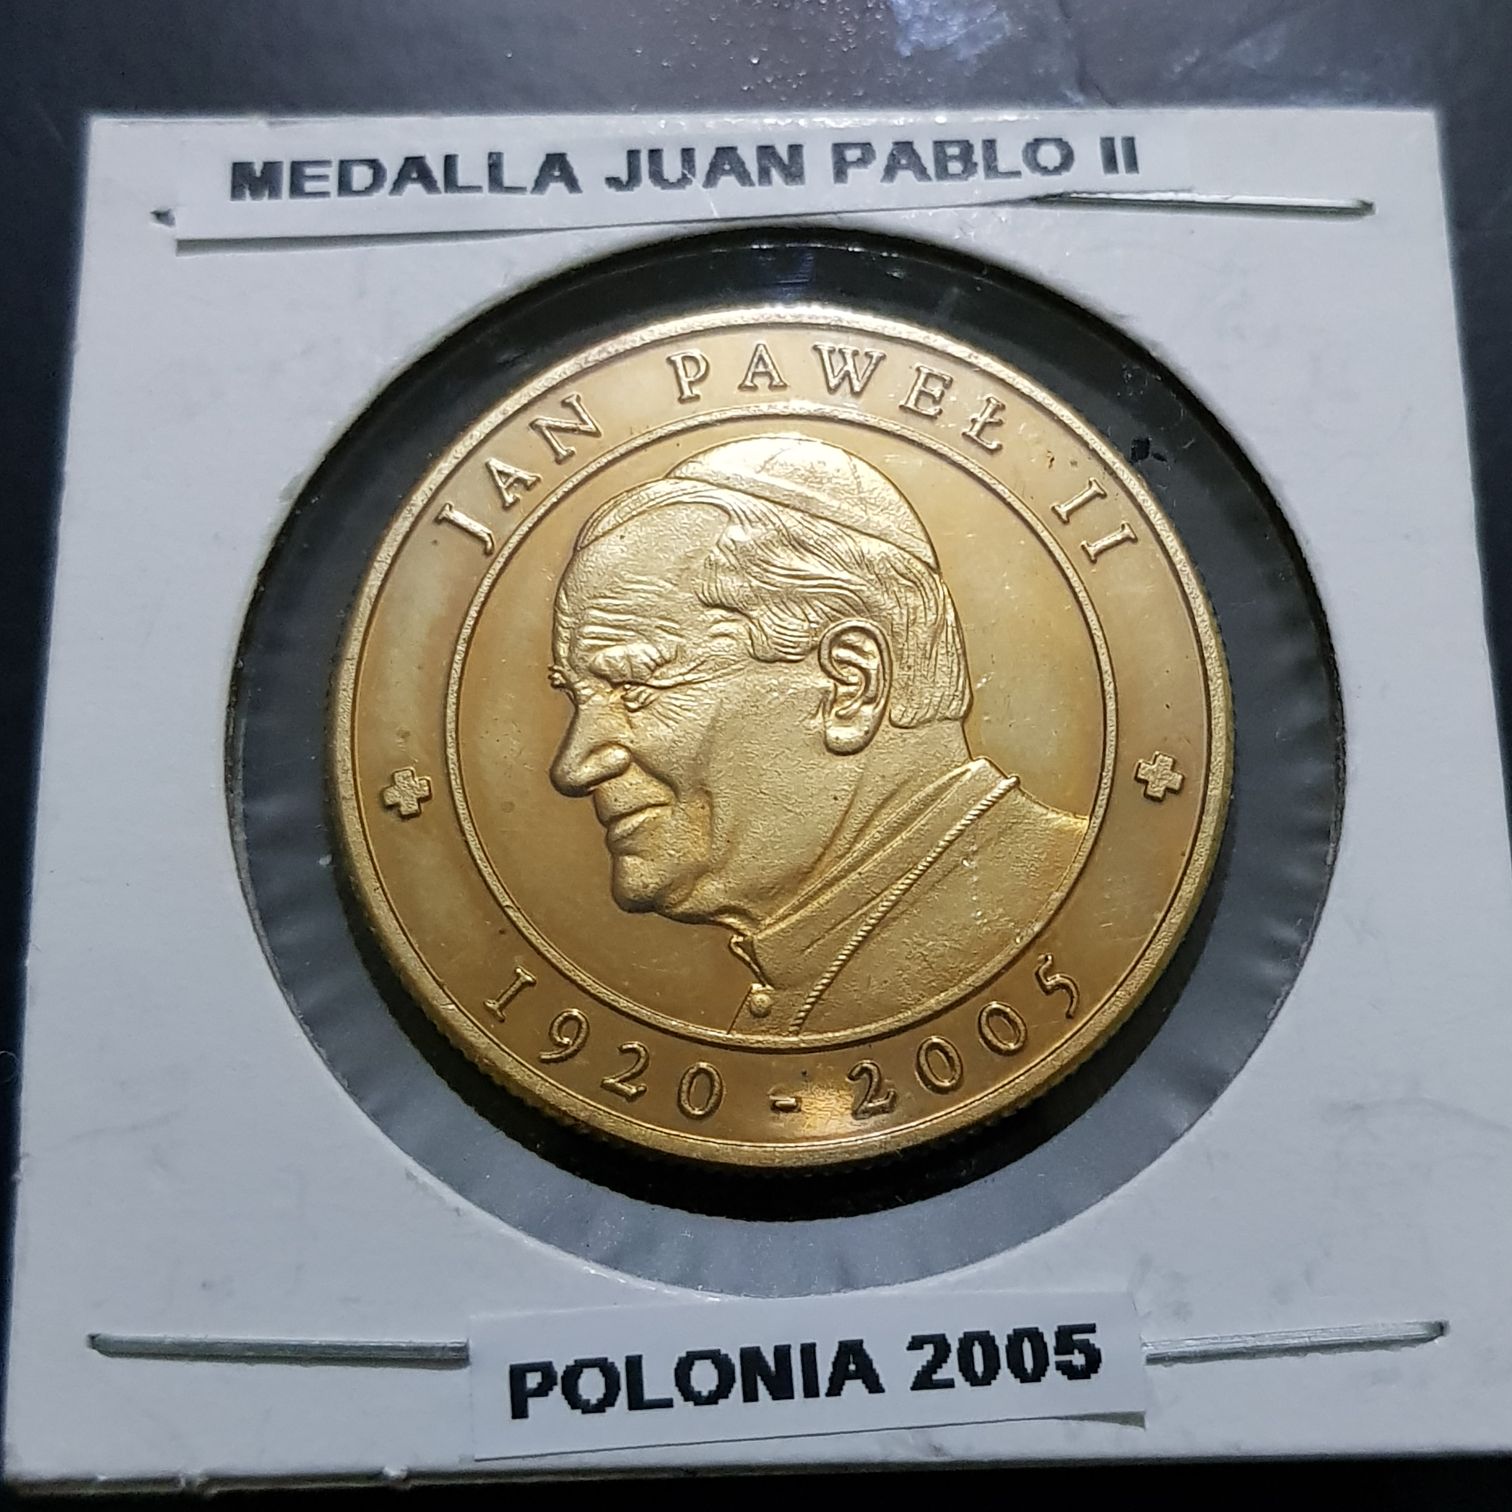 MEDALLA JUAN PABLO II
JAN PAWEŁ II
1920 - 2005
POLONIA 2005